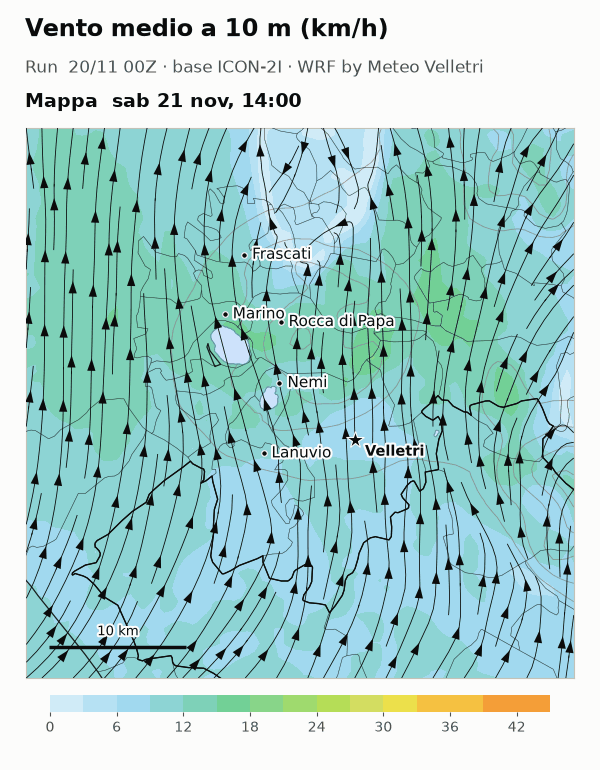 Vento medio a 10 m (km/h)
Run  20/11 00Z · base ICON-2I · WRF by Meteo Velletri
Mappa  sab 21 nov, 14:00
Frascati
Marino
Rocca di Papa
Nemi
Velletri
Lanuvio
10 km
0 6 12 18 24 30 36 42